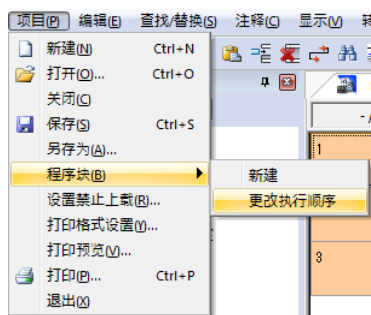 项目(P) 编辑(E) 查找/替换(S) 注释(C) 显示(V)
新建(N) Ctrl+N
打开(O)... Ctrl+O
关闭(C)
保存(S) Ctrl+S
另存为(A)...
程序块(B)
新建
设置禁止上载(R)...
更改执行顺序
打印格式设置(T)...
打印预览(V)...
打印(P)... Ctrl+P
退出(X)
1
3